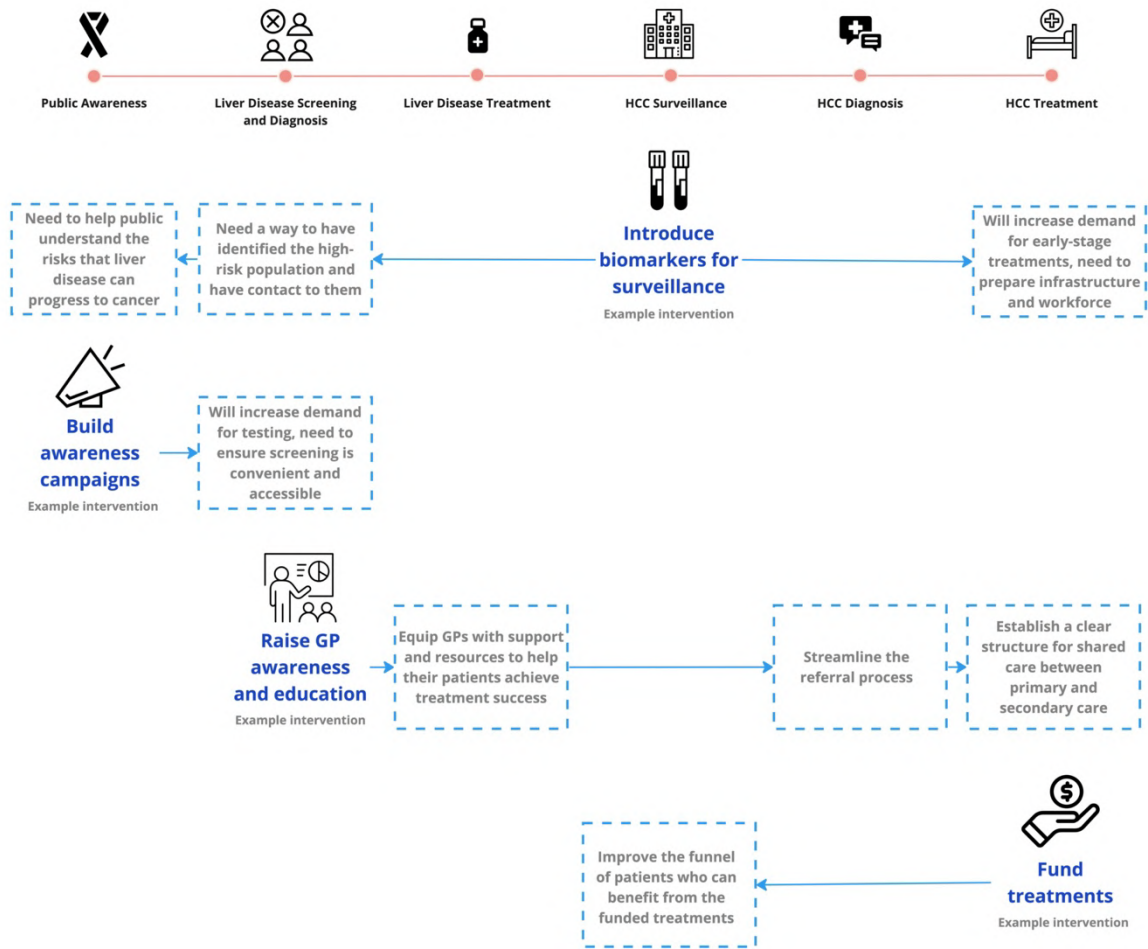 Public Awareness
Liver Disease Screening
and Diagnosis
Liver Disease Treatment
HCC Surveillance
HCC Diagnosis
HCC Treatment
Need to help public
understand the
risks that liver
disease can
progress to cancer
Need a way to have
identified the high-
risk population and
have contact to them
Introduce
biomarkers for
surveillance
Example intervention
Will increase demand
for early-stage
treatments, need to
prepare infrastructure
and workforce
Build
awareness
campaigns
Example intervention
Will increase demand
for testing, need to
ensure screening is
convenient and
accessible
Raise GP
awareness
and education
Example intervention
Equip GPs with support
and resources to help
their patients achieve
treatment success
Streamline the
referral process
Establish a clear
structure for shared
care between
primary and
secondary care
Improve the funnel
of patients who can
benefit from the
funded treatments
$
Fund
treatments
Example intervention